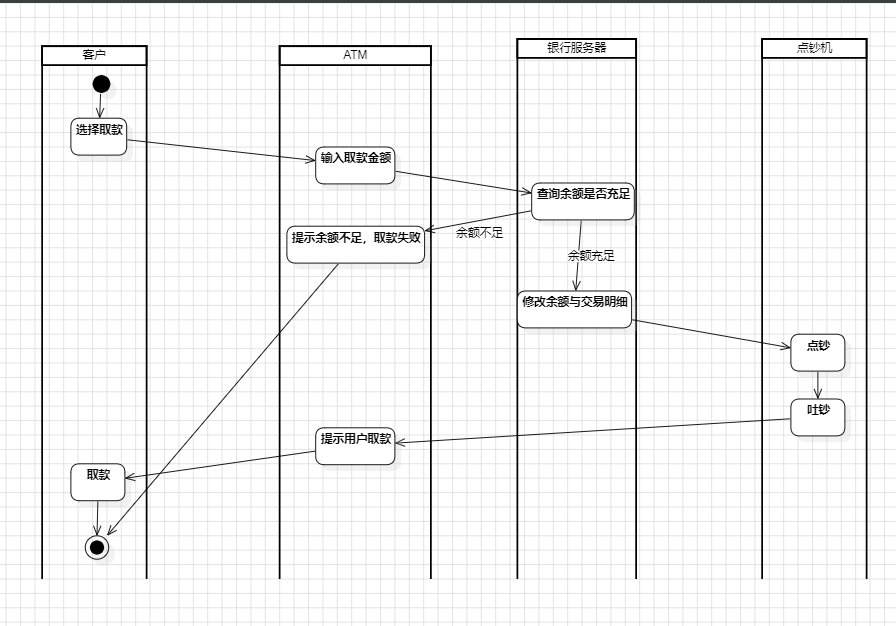 客户
ATM
银行服务器
点钞机
选择取款
输入取款金额
查询余额是否充足
余额不足
提示余额不足，取款失败
余额充足
修改余额与交易明细
点钞
吐钞
提示用户取款
取款